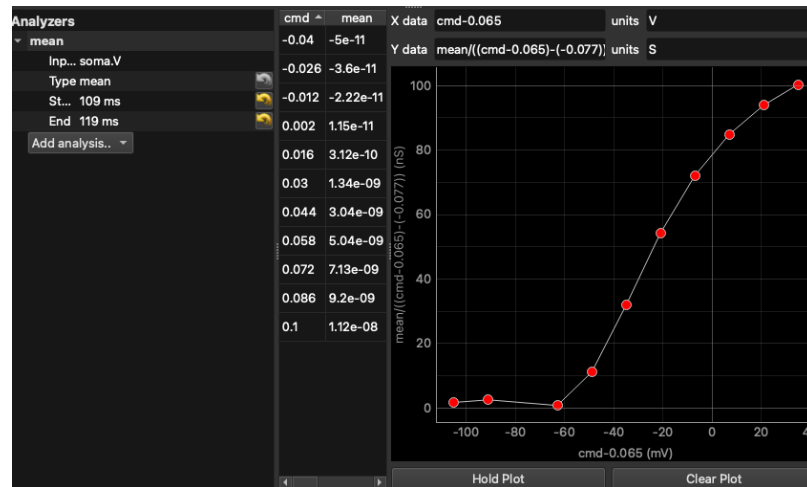 Analyzers
mean
Inp... soma.V
Type mean
St... 109 ms
End 119 ms
Add analysis..
cmd mean
-0.04 -5e-11
-0.026 -3.6e-11
-0.012 -2.22e-11
0.002 1.15e-11
0.016 3.12e-10
0.03 1.34e-09
0.044 3.04e-09
0.058 5.04e-09
0.072 7.13e-09
0.086 9.2e-09
0.1 1.12e-08
X data cmd-0.065 units V
Y data mean/((cmd-0.065)-(-0.077)) units S
mean/((cmd-0.065)-(-0.077)) (nS)
100
80
60
40
20
0
-100 -80 -60 -40 -20 0 20
cmd-0.065 (mV)
Hold Plot Clear Plot